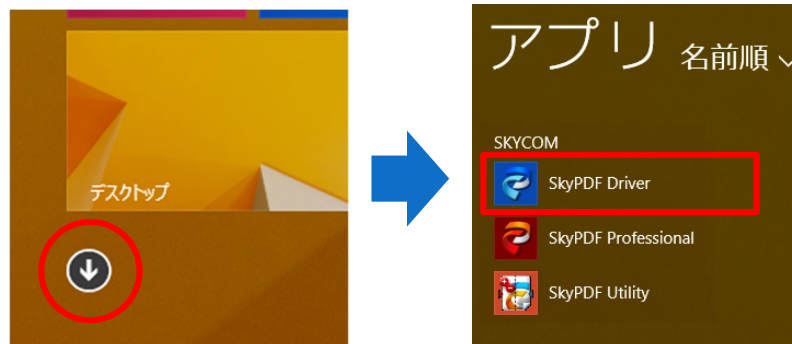 デスクトップ
アプリ 名前順
SKYCOM
SkyPDF Driver
SkyPDF Professional
SkyPDF Utility